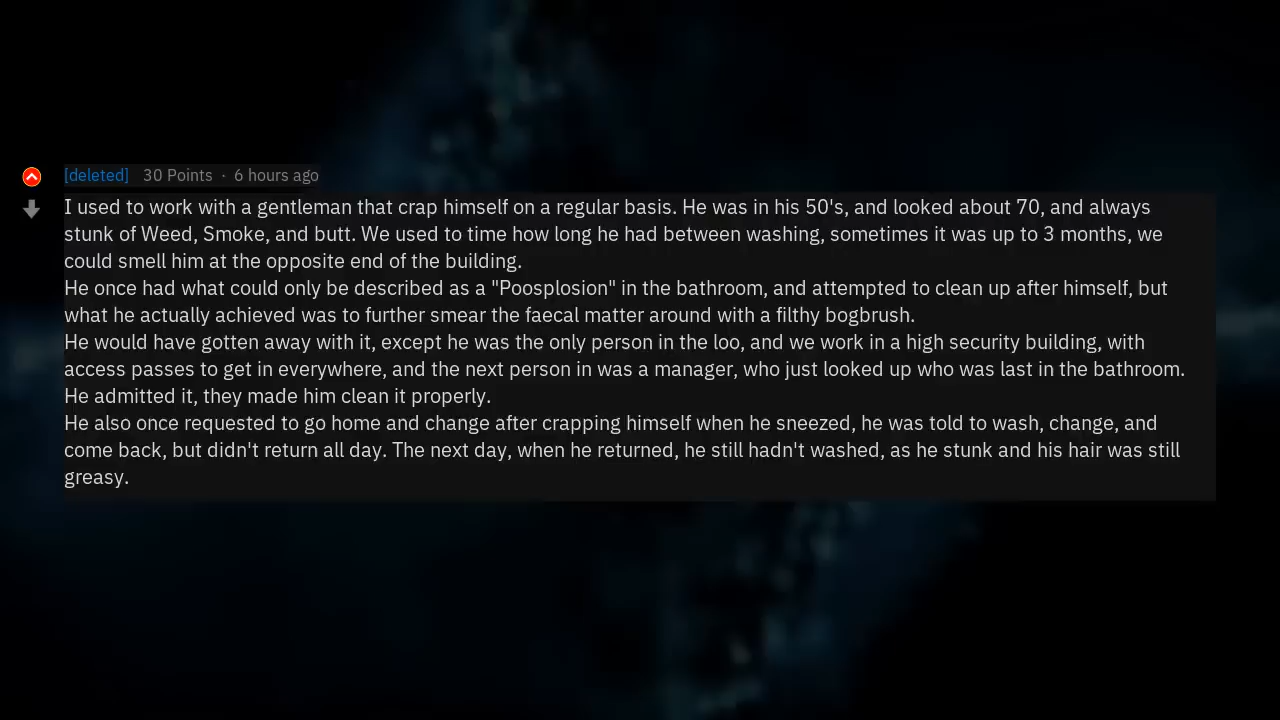 [deleted] 30 Points · 6 hours ago
I used to work with a gentleman that crap himself on a regular basis. He was in his 50's, and looked about 70, and always
stunk of Weed, Smoke, and butt. We used to time how long he had between washing, sometimes it was up to 3 months, we
could smell him at the opposite end of the building.
He once had what could only be described as a "Poosplosion" in the bathroom, and attempted to clean up after himself, but
what he actually achieved was to further smear the faecal matter around with a filthy bogbrush.
He would have gotten away with it, except he was the only person in the loo, and we work in a high security building, with
access passes to get in everywhere, and the next person in was a manager, who just looked up who was last in the bathroom.
He admitted it, they made him clean it properly.
He also once requested to go home and change after crapping himself when he sneezed, he was told to wash, change, and
come back, but didn't return all day. The next day, when he returned, he still hadn't washed, as he stunk and his hair was still
greasy.